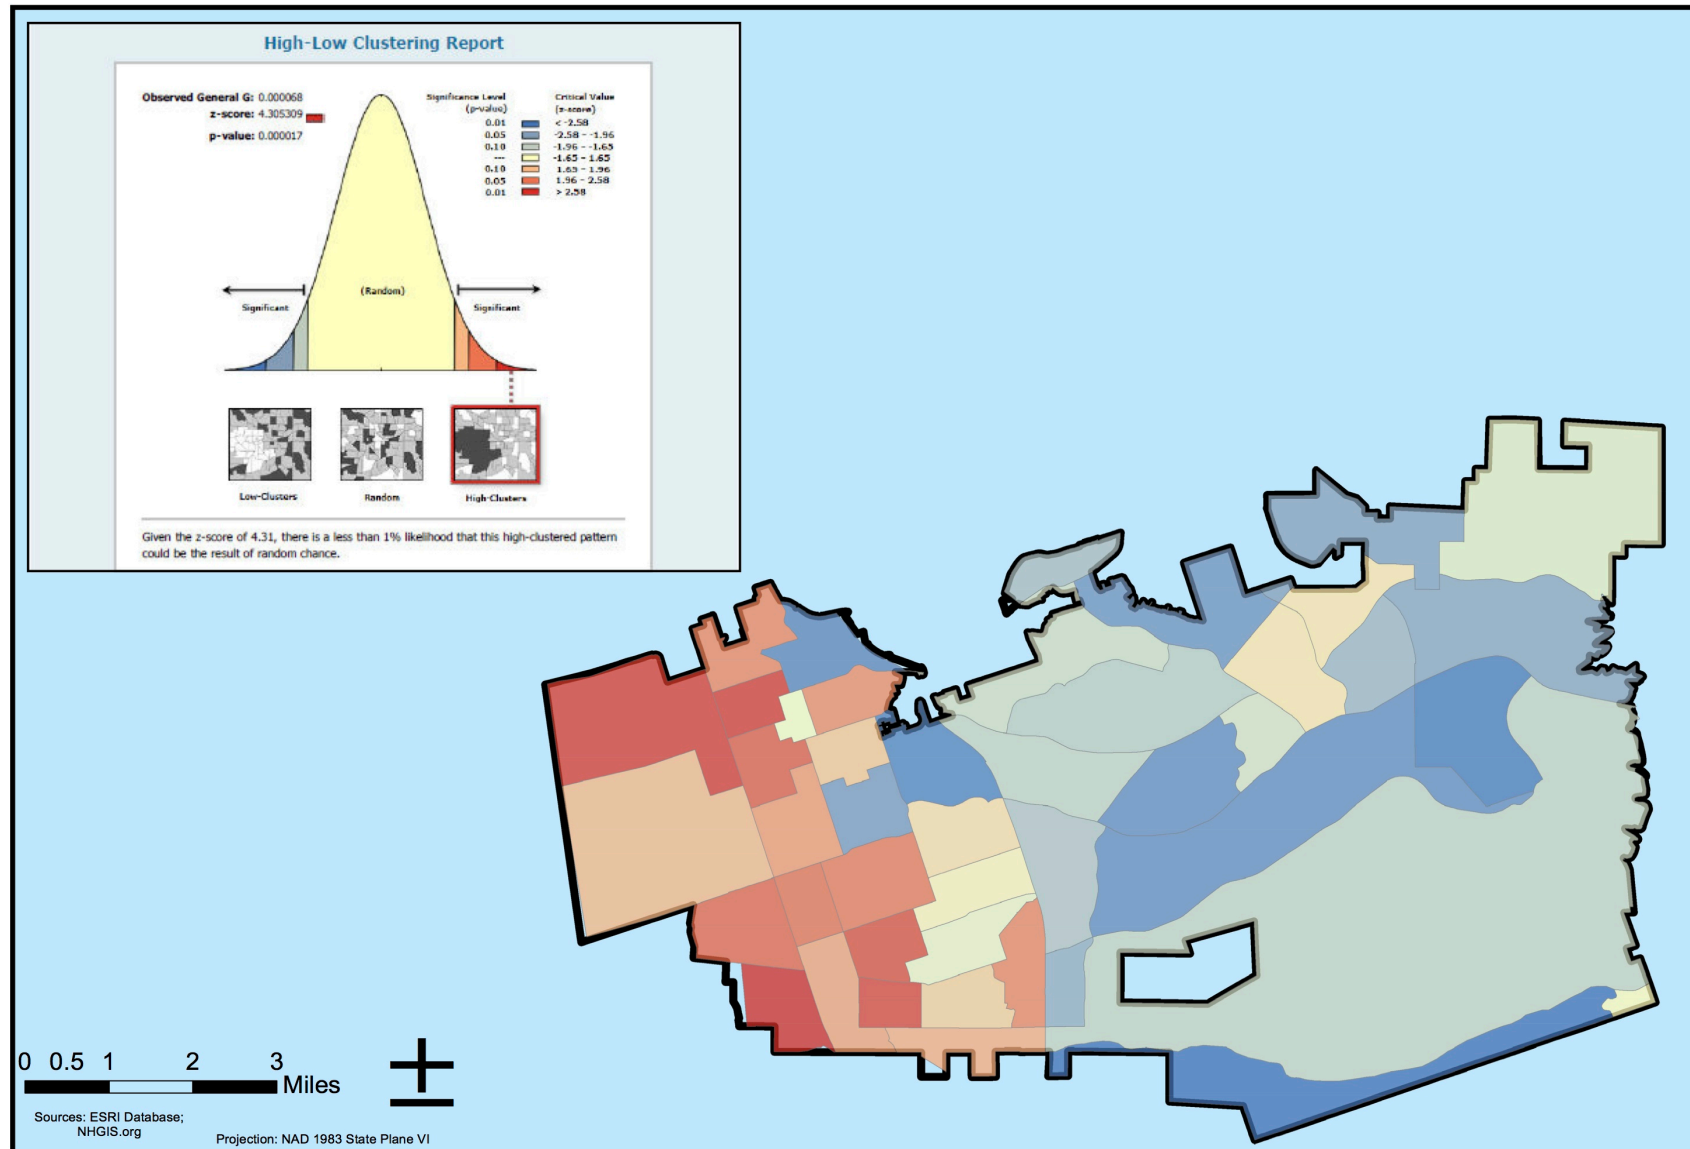 High-Low Clustering Report
Observed General G: 0.000068
z-score: 4.305309
p-value: 0.000017
Significance Level
(p-value)
Critical Value
(z-score)
0.01 < -2.58
0.05 -2.58 - -1.96
0.10 -1.96 - -1.65
--- -1.65 - 1.65
0.10 1.65 - 1.96
0.05 1.96 - 2.58
0.01 > 2.58
Significant
(Random)
Significant
Low-Clusters
Random
High-Clusters
Given the z-score of 4.31, there is a less than 1% likelihood that this high-clustered pattern
could be the result of random chance.
0 0.5 1 2 3
Miles
Sources: ESRI Database;
NHGIS.org
Projection: NAD 1983 State Plane VI